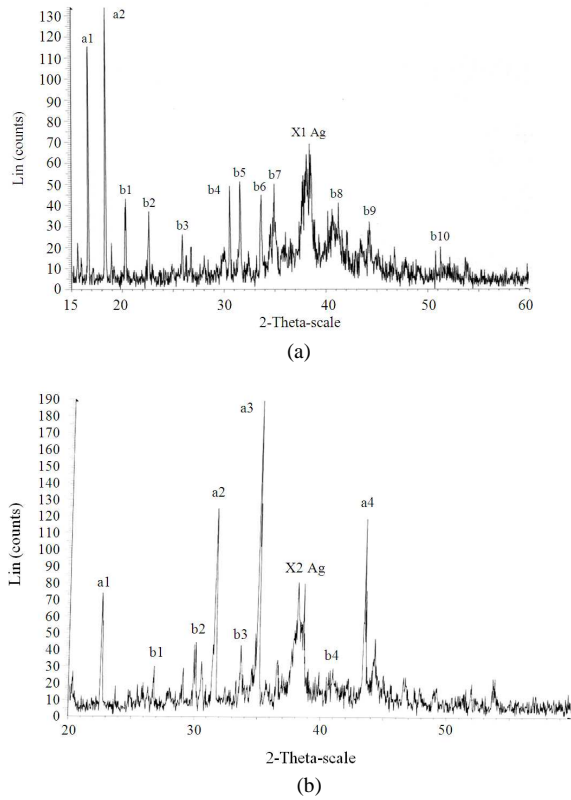 130
120
110
100
90
80
70
60
50
40
30
20
10
0
Lin (counts)
a1
a2
b1
b2
b3
b4
b5
b6
b7
X1 Ag
b8
b9
b10
15 20 30 40 50 60
2-Theta-scale
(a)
190
180
170
160
150
140
130
120
110
100
90
80
70
60
50
40
30
20
10
0
Lin (counts)
a1
b1
b2
a2
b3
a3
X2 Ag
b4
a4
20 30 40 50
2-Theta-scale
(b)